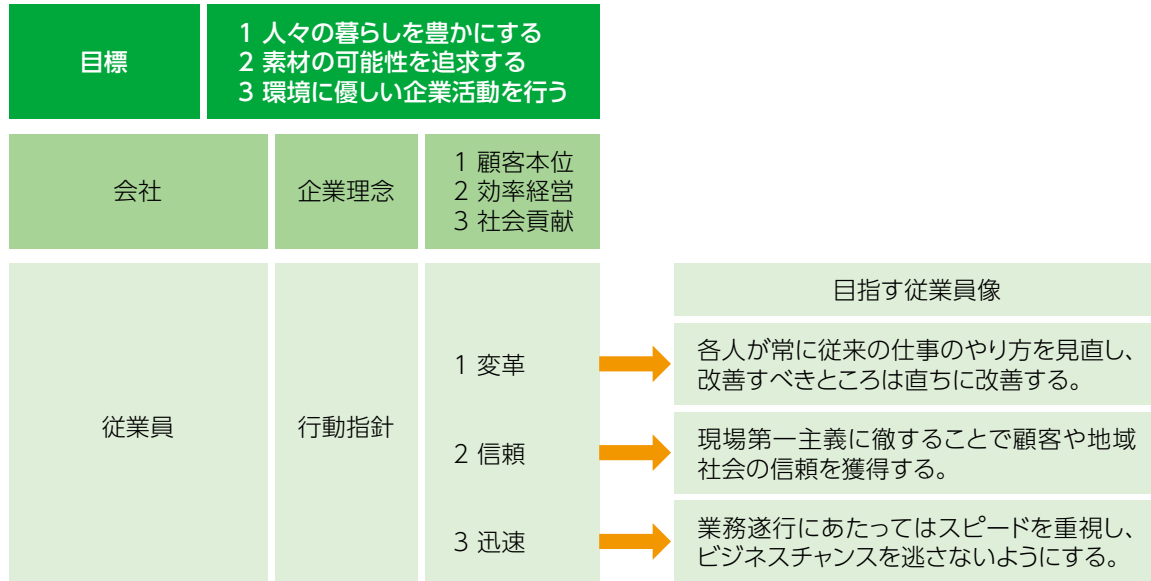 目標
1 人々の暮らしを豊かにする
2 素材の可能性を追求する
3 環境に優しい企業活動を行う
会社
企業理念
1 顧客本位
2 効率経営
3 社会貢献
従業員
行動指針
目指す従業員像
1 変革
各人が常に従来の仕事のやり方を見直し、
改善すべきところは直ちに改善する。
2 信頼
現場第一主義に徹することで顧客や地域
社会の信頼を獲得する。
3 迅速
業務遂行にあたってはスピードを重視し、
ビジネスチャンスを逃さないようにする。